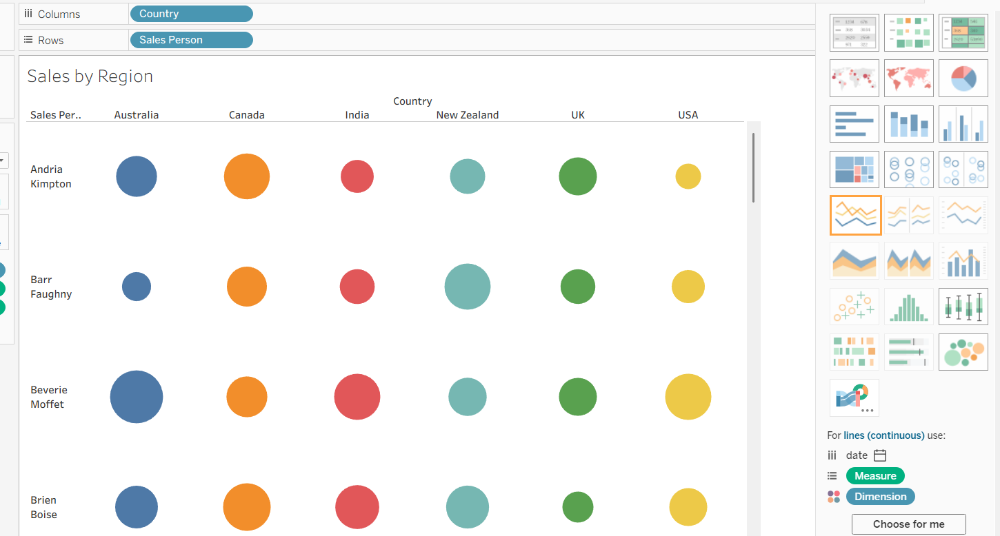 Columns
Country
Rows
Sales Person
Sales by Region
Country
Sales Per..
Australia
Canada
India
New Zealand
UK
USA
Andria
Kimpton
Barr
Faughny
Beverie
Moffet
Brien
Boise
For lines (continuous) use:
date
Measure
Dimension
Choose for me